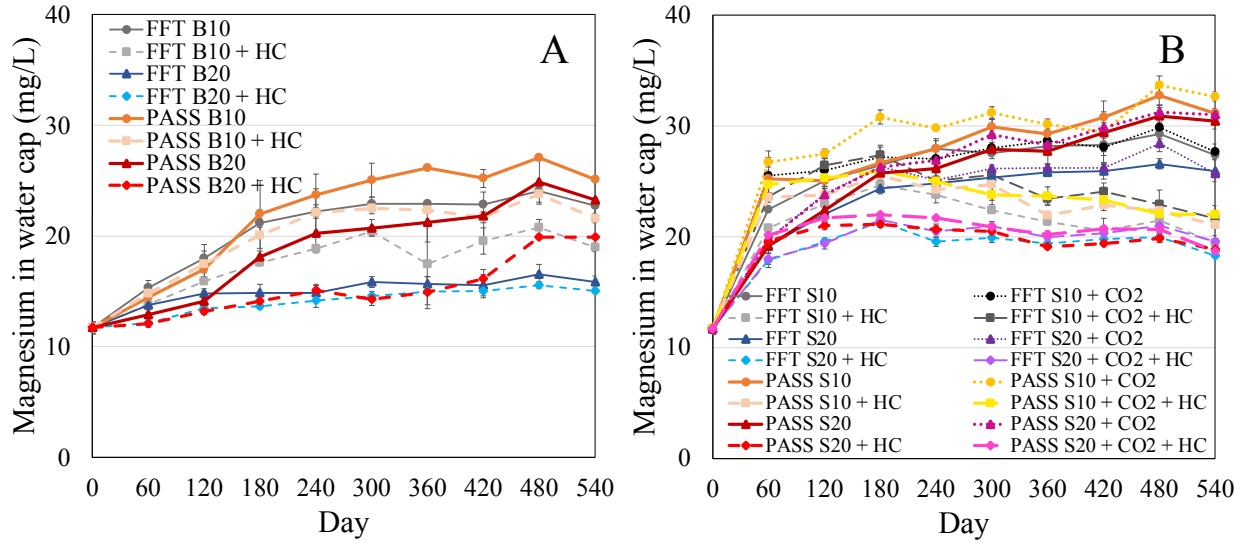 Magnesium in water cap (mg/L)
40
30
20
10
0
A
FFT B10
FFT B10 + HC
FFT B20
FFT B20 + HC
PASS B10
PASS B10 + HC
PASS B20
PASS B20 + HC
0 60 120 180 240 300 360 420 480 540
Day
Magnesium in water cap (mg/L)
40
30
20
10
0
B
FFT S10
FFT S10 + HC
FFT S20
FFT S20 + HC
PASS S10
PASS S10 + HC
PASS S20
PASS S20 + HC
FFT S10 + CO2
FFT S10 + CO2 + HC
FFT S20 + CO2
FFT S20 + CO2 + HC
PASS S10 + CO2
PASS S10 + CO2 + HC
PASS S20 + CO2
PASS S20 + CO2 + HC
0 60 120 180 240 300 360 420 480 540
Day